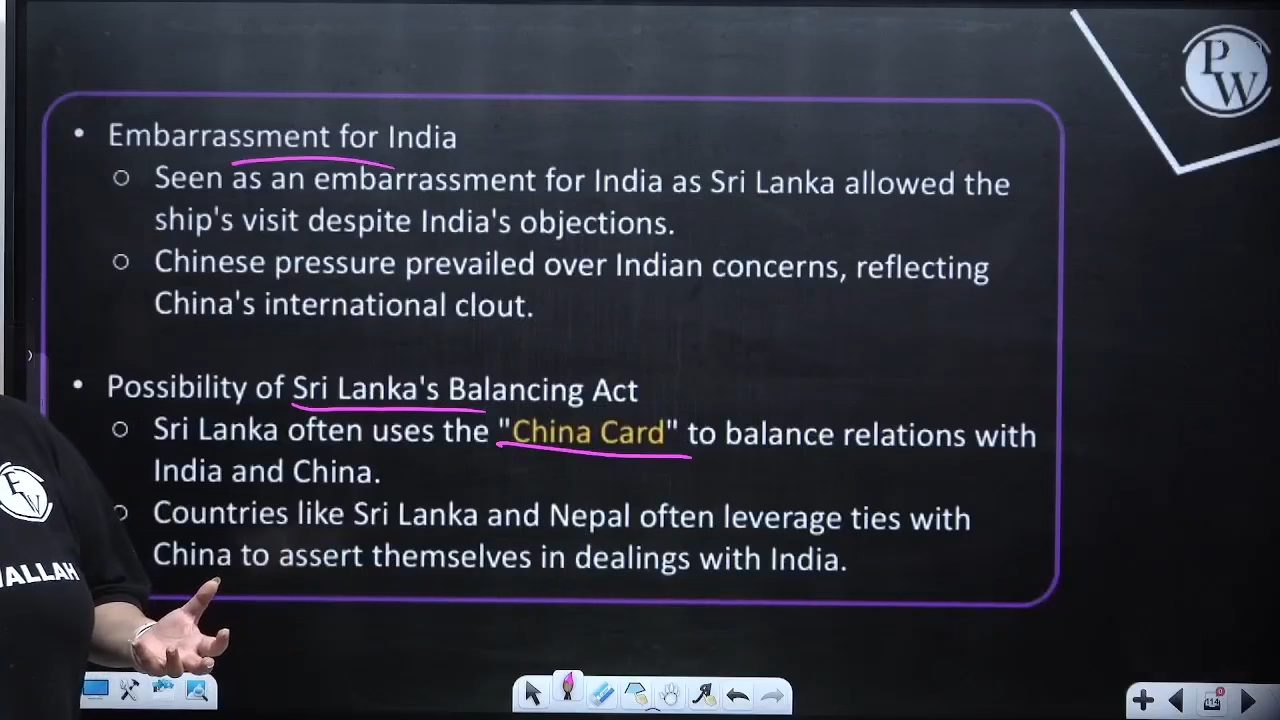 P
W
• Embarrassment for India
○ Seen as an embarrassment for India as Sri Lanka allowed the
ship's visit despite India's objections.
○ Chinese pressure prevailed over Indian concerns, reflecting
China's international clout.
• Possibility of Sri Lanka's Balancing Act
○ Sri Lanka often uses the "China Card" to balance relations with
India and China.
○ Countries like Sri Lanka and Nepal often leverage ties with
China to assert themselves in dealings with India.
P
W
ALLAH
114